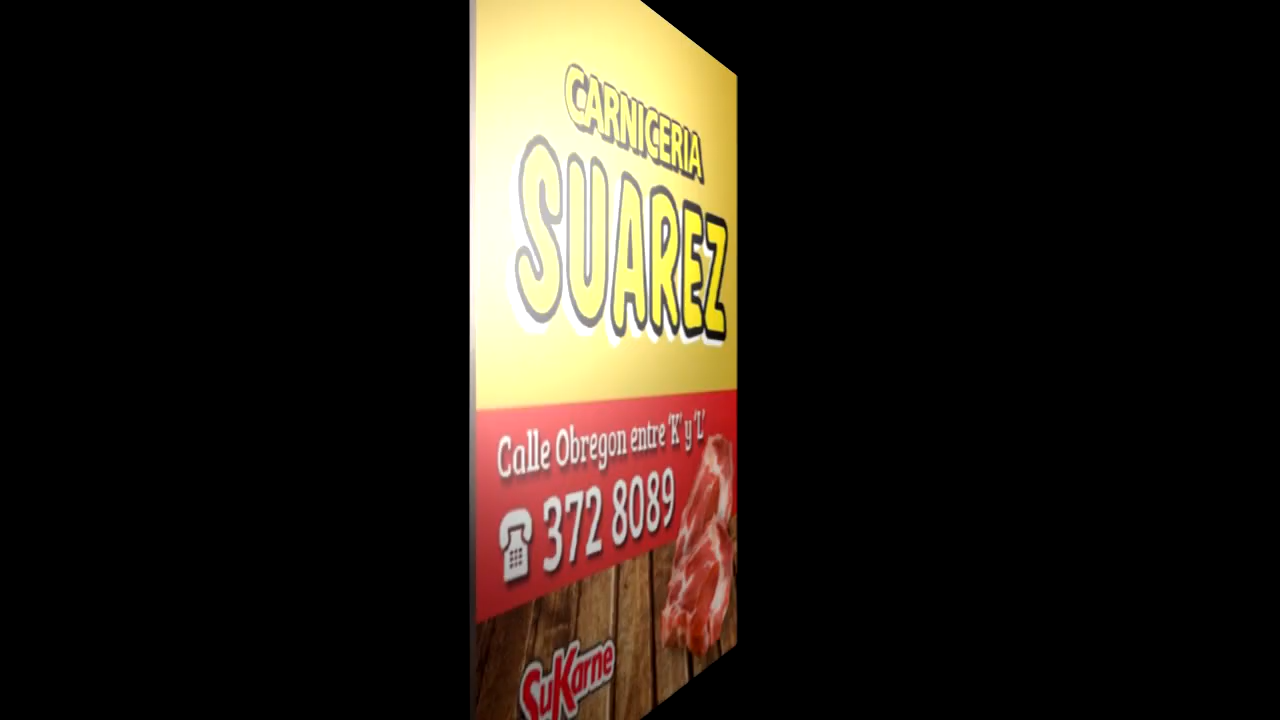 CARNICERIA
SUAREZ
Calle Obregon entre 'K' y 'L'
372 8089
SuKarne